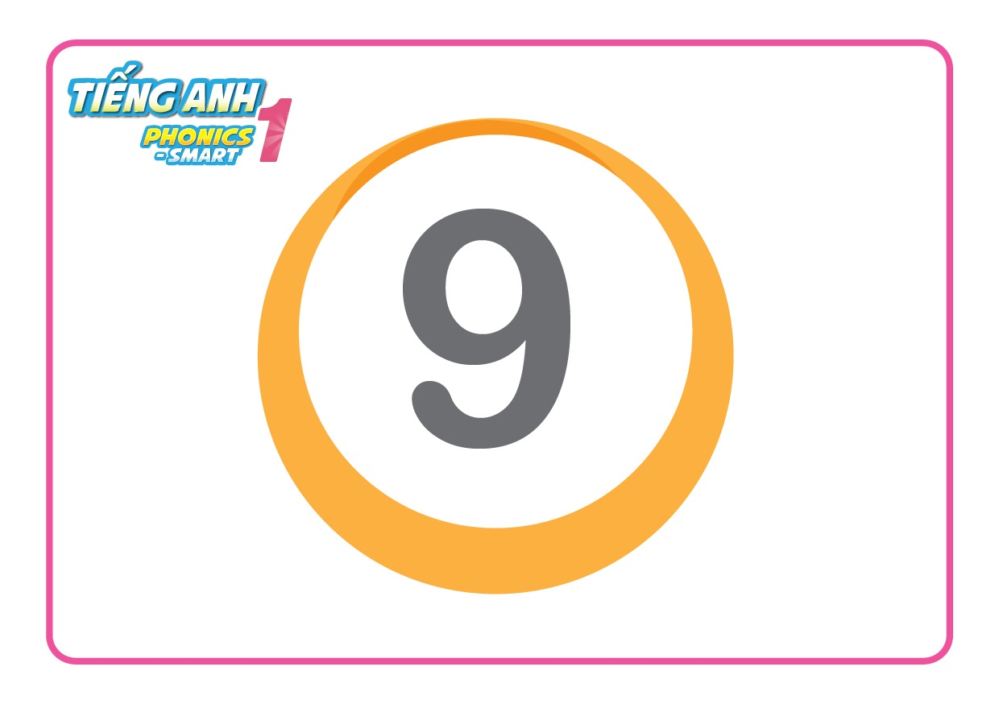 TIẾNG ANH 1
PHONICS
-SMART
9